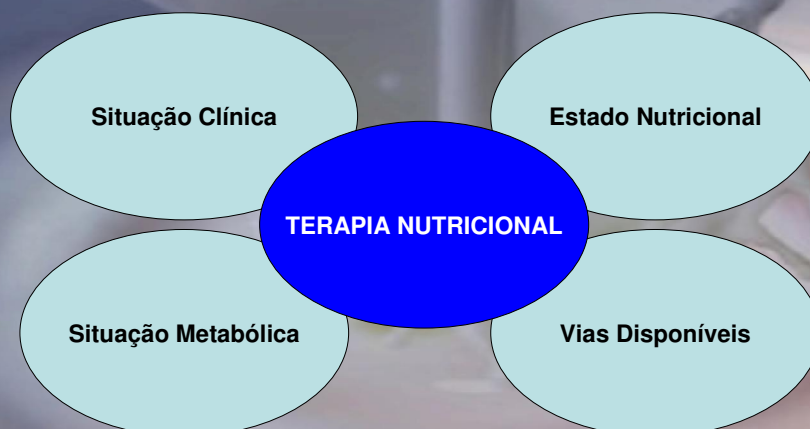 Situação Clínica
Estado Nutricional
TERAPIA NUTRICIONAL
Situação Metabólica
Vias Disponíveis